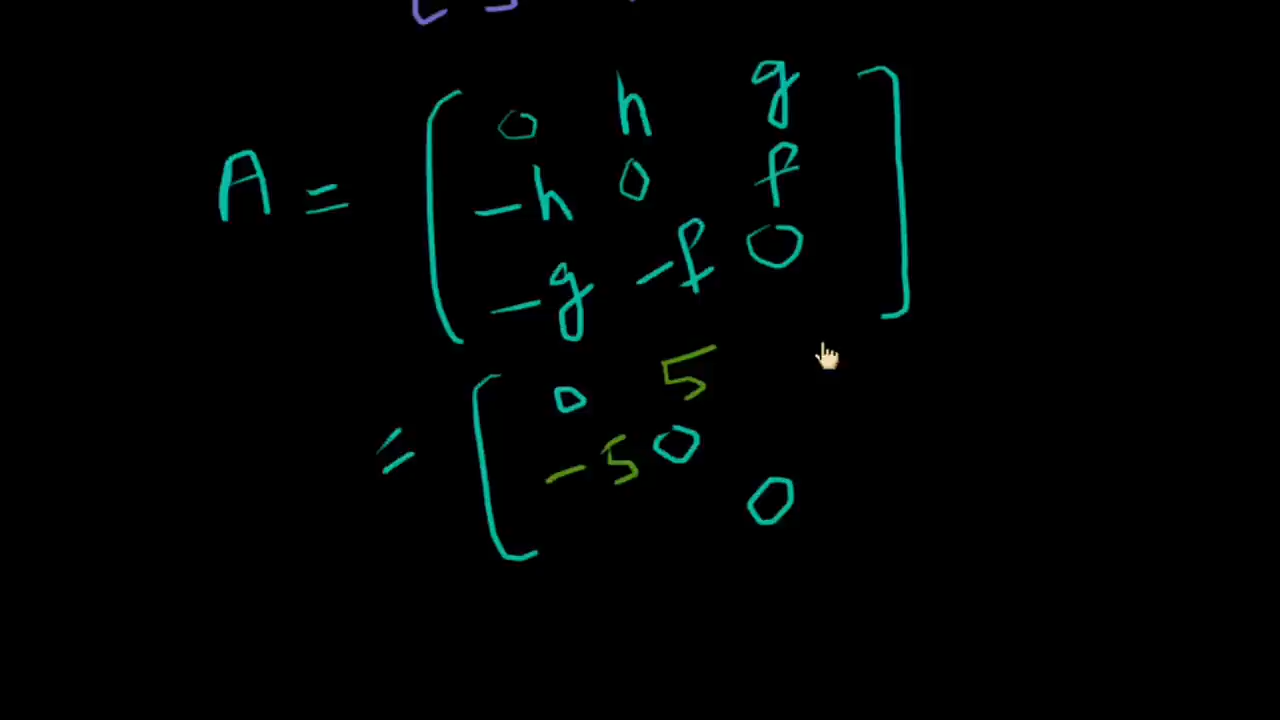 0 h g
A = -h 0 f
-g -f 0
0 5
= -5 0
0